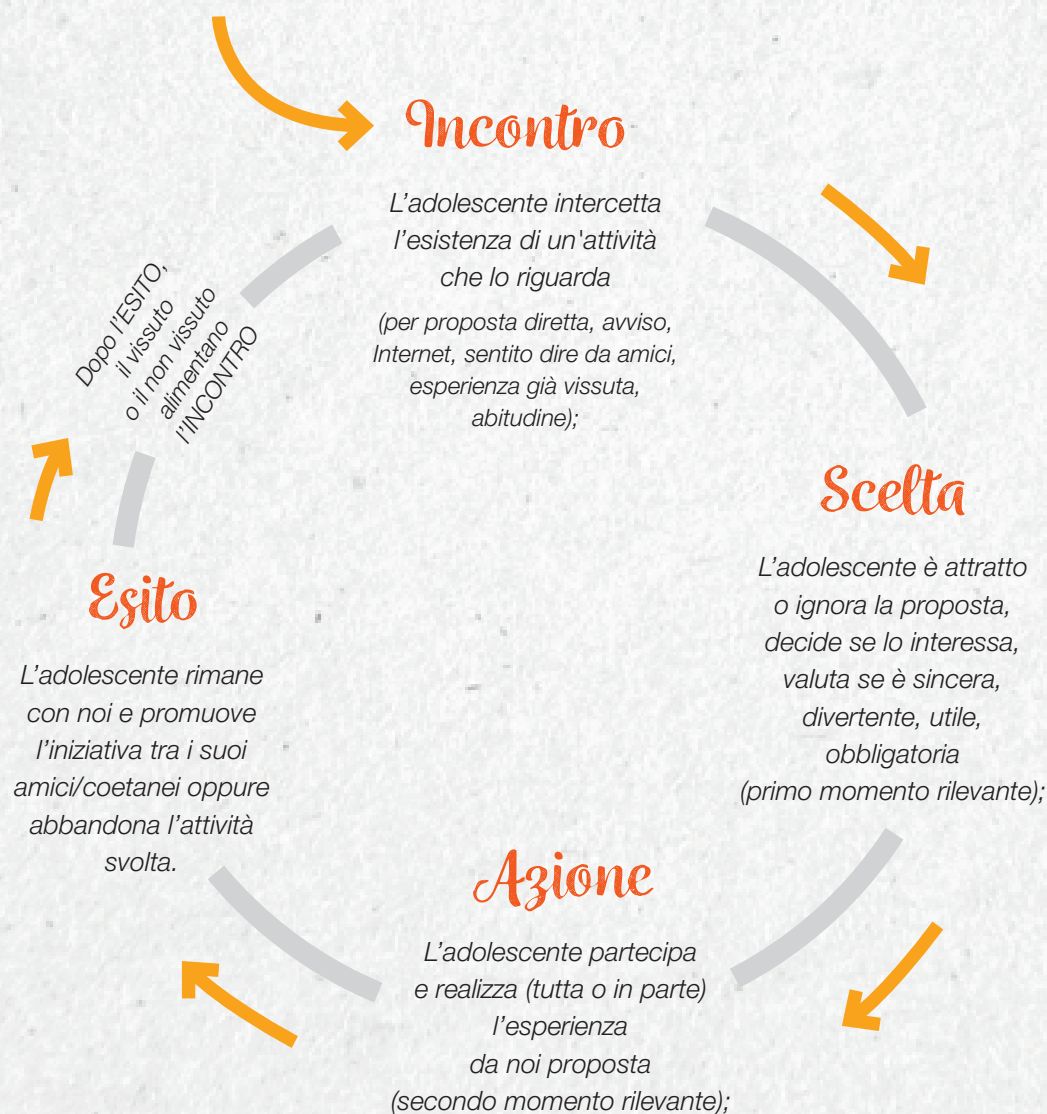 Incontro
L’adolescente intercetta
l’esistenza di un'attività
che lo riguarda
(per proposta diretta, avviso,
Internet, sentito dire da amici,
esperienza già vissuta,
abitudine);
Scelta
L’adolescente è attratto
o ignora la proposta,
decide se lo interessa,
valuta se è sincera,
divertente, utile,
obbligatoria
(primo momento rilevante);
Azione
L’adolescente partecipa
e realizza (tutta o in parte)
l’esperienza
da noi proposta
(secondo momento rilevante);
Esito
L’adolescente rimane
con noi e promuove
l’iniziativa tra i suoi
amici/coetanei oppure
abbandona l’attività
svolta.
Dopo l’ESITO,
il vissuto
o il non vissuto
alimentano
l’INCONTRO